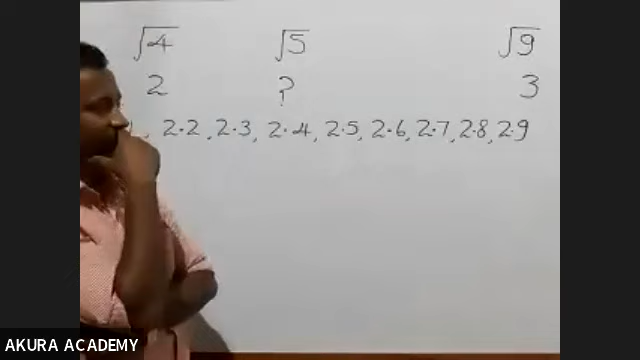 √4 √5 √9
2 ? 3
, 2·2, 2·3, 2·4, 2·5, 2·6, 2·7, 2·8, 2·9
AKURA ACADEMY